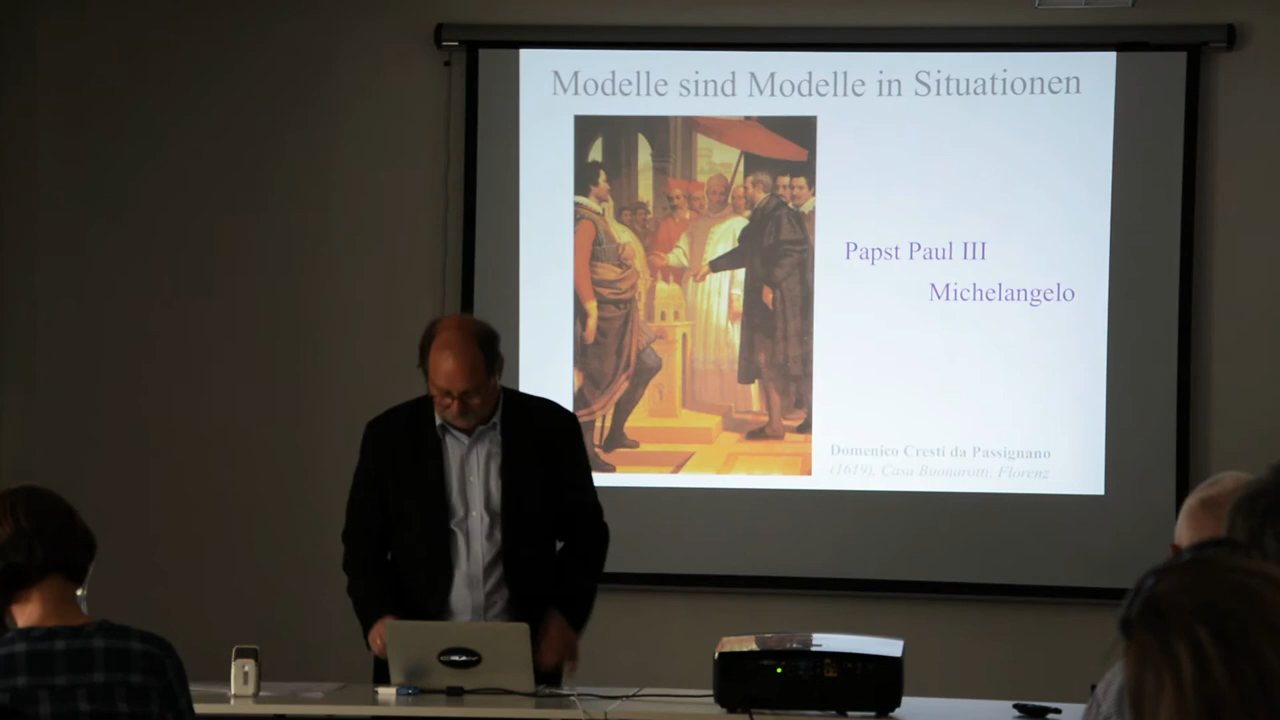 Modelle sind Modelle in Situationen
Papst Paul III
Michelangelo
Domenico Cresti da Passignano
(1619), Casa Buonarotti, Florenz